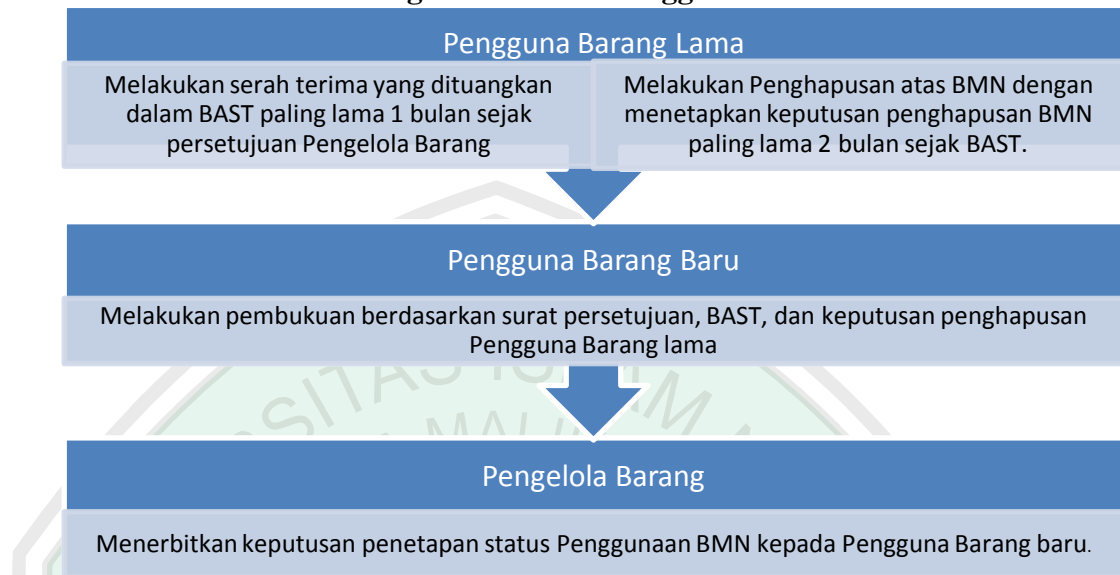 Pengguna Barang Lama
Melakukan serah terima yang dituangkan
dalam BAST paling lama 1 bulan sejak
persetujuan Pengelola Barang
Melakukan Penghapusan atas BMN dengan
menetapkan keputusan penghapusan BMN
paling lama 2 bulan sejak BAST.
Pengguna Barang Baru
Melakukan pembukuan berdasarkan surat persetujuan, BAST, dan keputusan penghapusan
Pengguna Barang lama
Pengelola Barang
Menerbitkan keputusan penetapan status Penggunaan BMN kepada Pengguna Barang baru.